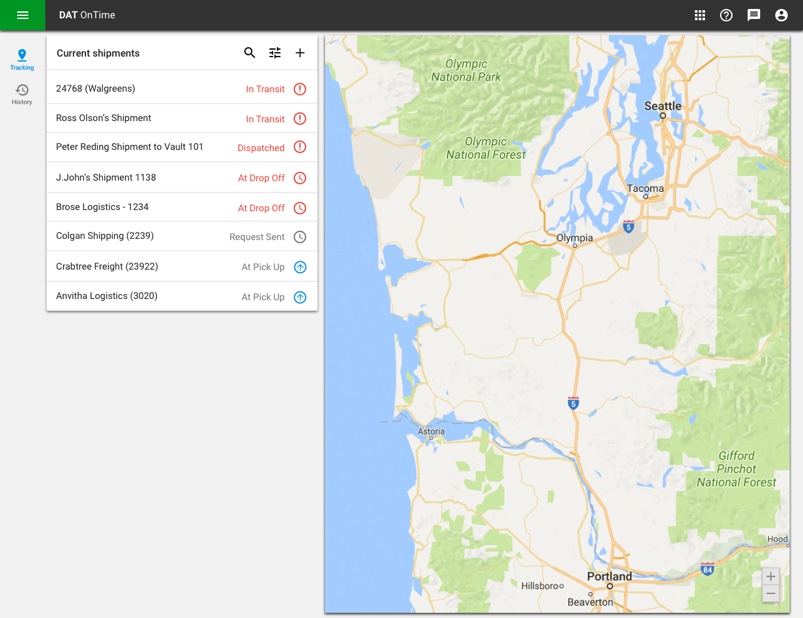 DAT OnTime
Tracking
History
Current shipments
24768 (Walgreens) In Transit
Ross Olson's Shipment In Transit
Peter Reding Shipment to Vault 101 Dispatched
J.John's Shipment 1138 At Drop Off
Brose Logistics - 1234 At Drop Off
Colgan Shipping (2239) Request Sent
Crabtree Freight (23922) At Pick Up
Anvitha Logistics (3020) At Pick Up
Olympic
National Park
Seattle
Olympic
National Forest
Tacoma
5
Olympia
5
Astoria
Gifford
Pinchot
National Forest
Hood
84
Portland
Hillsboro
Beaverton